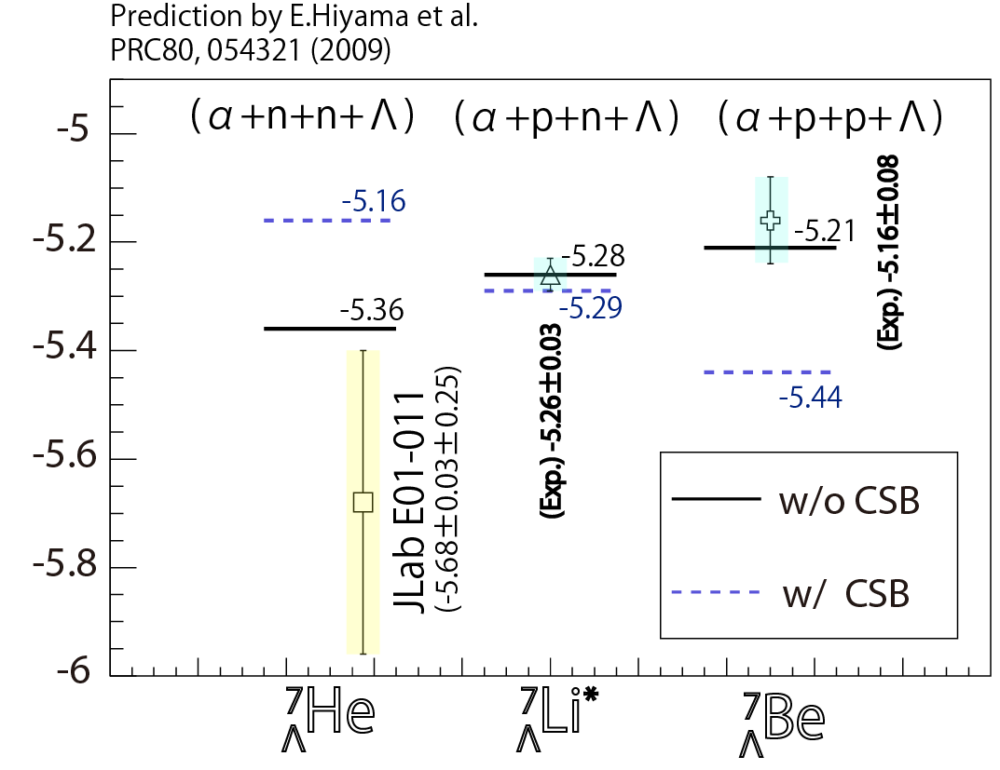 Prediction by E.Hiyama et al.
PRC80, 054321 (2009)
(α+n+n+Λ) (α+p+n+Λ) (α+p+p+Λ)
-5
-5.2
-5.4
-5.6
-5.8
-6
-5.16
-5.36
JLab E01-011
(-5.68±0.03±0.25)
-5.28
-5.29
(Exp.) -5.26±0.03
-5.21
-5.44
(Exp.) -5.16±0.08
w/o CSB
w/ CSB
⁷ΛHe ⁷ΛLi* ⁷ΛBe